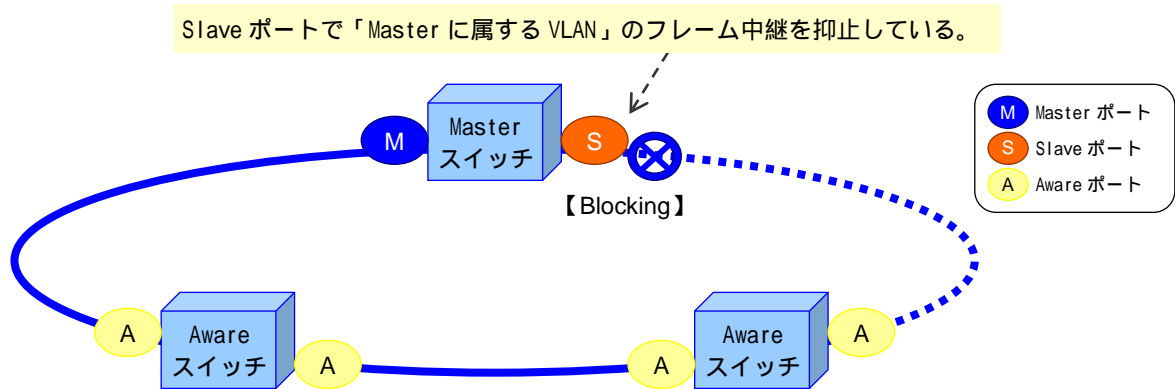 Slave ポートで「Master に属する VLAN」のフレーム中継を抑止している。
M
Master
スイッチ
S
【Blocking】
M Master ポート
S Slave ポート
A Aware ポート
A
Aware
スイッチ
A
A
Aware
スイッチ
A